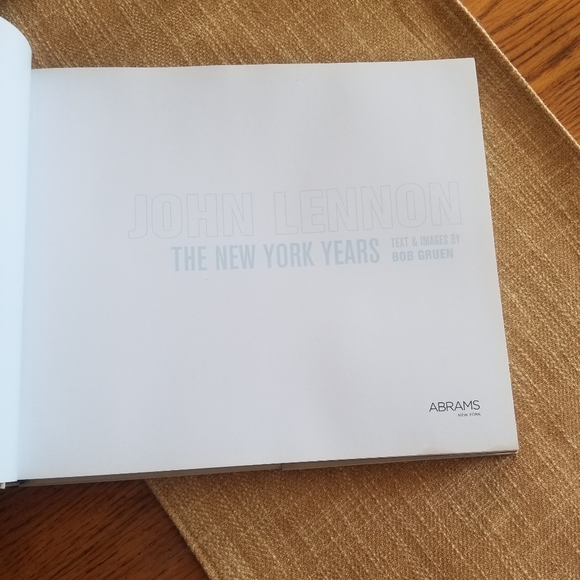 JOHN LENNON
THE NEW YORK YEARS
TEXT & IMAGES BY
BOB GRUEN
ABRAMS
NEW YORK